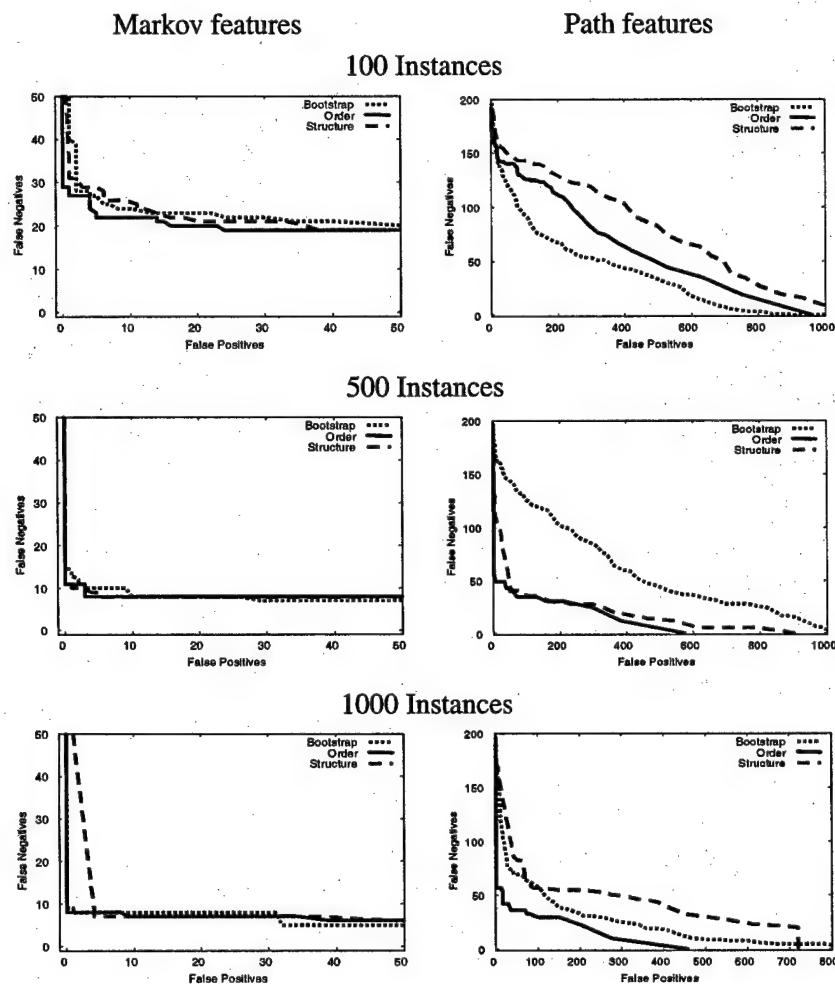 Markov features
Path features
100 Instances
Bootstrap
Order
Structure
50
40
30
20
10
0
False Negatives
0
10
20
30
40
50
False Positives
Bootstrap
Order
Structure
200
150
100
50
0
False Negatives
0
200
400
600
800
1000
False Positives
500 Instances
Bootstrap
Order
Structure
50
40
30
20
10
0
False Negatives
0
10
20
30
40
50
False Positives
Bootstrap
Order
Structure
200
150
100
50
0
False Negatives
0
200
400
600
800
1000
False Positives
1000 Instances
Bootstrap
Order
Structure
50
40
30
20
10
0
False Negatives
0
10
20
30
40
50
False Positives
Bootstrap
Order
Structure
200
150
100
50
0
False Negatives
0
100
200
300
400
500
600
700
800
False Positives